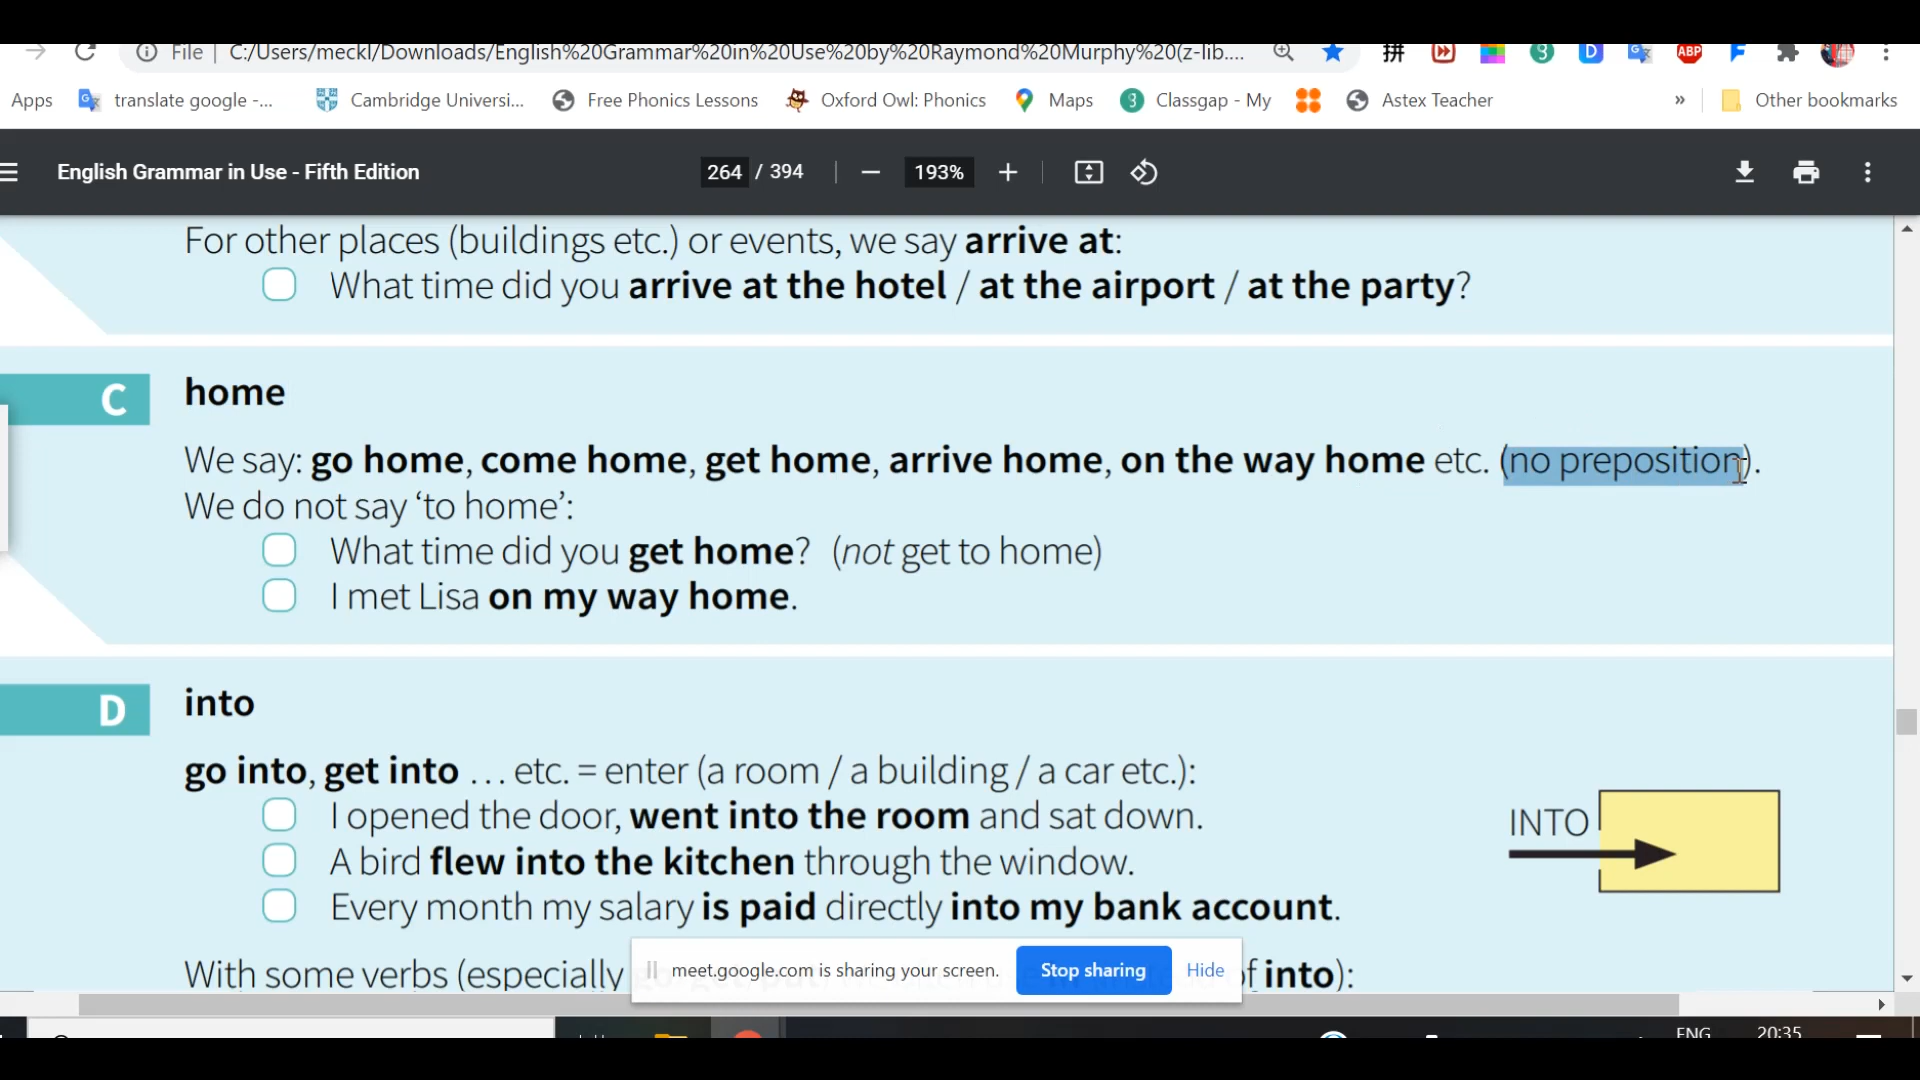 File | C:/Users/meckl/Downloads/English%20Grammar%20in%20Use%20by%20Raymond%20Murphy%20(z-lib....
拼 3 D ABP F
Apps translate google -... Cambridge Universi... Free Phonics Lessons Oxford Owl: Phonics Maps 3 Classgap - My Astex Teacher » Other bookmarks
English Grammar in Use - Fifth Edition 264 / 394 193%
For other places (buildings etc.) or events, we say arrive at:
What time did you arrive at the hotel / at the airport / at the party?
C home
We say: go home, come home, get home, arrive home, on the way home etc. (no preposition).
We do not say ‘to home’:
What time did you get home? (not get to home)
I met Lisa on my way home.
D into
go into, get into … etc. = enter (a room / a building / a car etc.):
I opened the door, went into the room and sat down.
A bird flew into the kitchen through the window.
Every month my salary is paid directly into my bank account.
INTO
With some verbs (especially of into):
meet.google.com is sharing your screen. Stop sharing Hide
ENG 20:35